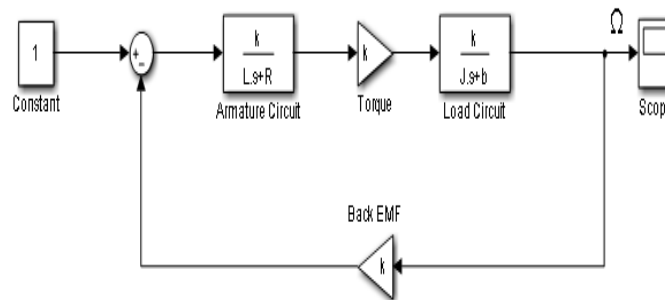 Ω
1
+
-
k
L.s+R
k
k
J.s+b
Constant
Armature Circuit
Torque
Load Circuit
Scop
Back EMF
k